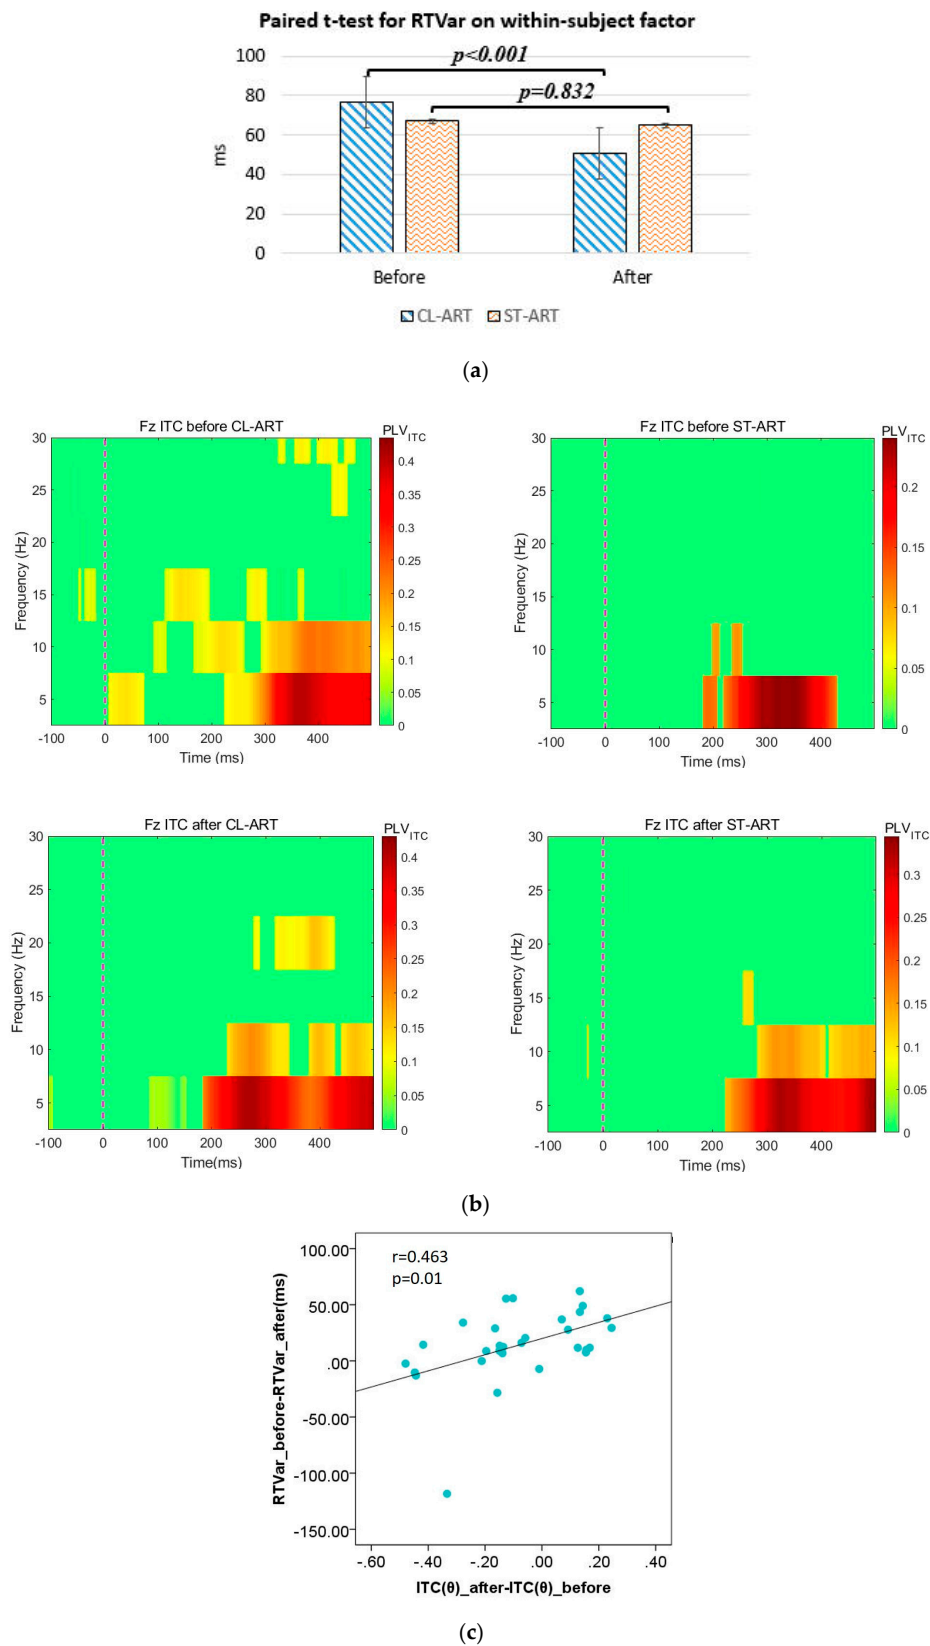 Paired t-test for RTVar on within-subject factor
100
p<0.001
80
p=0.832
60
ms
40
20
0
Before
After
CL-ART
ST-ART
(a)
Fz ITC before CL-ART
PLV ITC
30
25
20
15
10
5
Frequency (Hz)
-100 0 100 200 300 400
Time (ms)
0.4
0.35
0.3
0.25
0.2
0.15
0.1
0.05
0
Fz ITC before ST-ART
PLV ITC
30
25
20
15
10
5
Frequency (Hz)
-100 0 100 200 300 400
Time (ms)
0.2
0.15
0.1
0.05
0
Fz ITC after CL-ART
PLV ITC
30
25
20
15
10
5
Frequency (Hz)
-100 0 100 200 300 400
Time(ms)
0.4
0.35
0.3
0.25
0.2
0.15
0.1
0.05
0
Fz ITC after ST-ART
PLV ITC
30
25
20
15
10
5
Frequency (Hz)
-100 0 100 200 300 400
Time (ms)
0.3
0.25
0.2
0.15
0.1
0.05
0
(b)
r=0.463
p=0.01
100.00
50.00
.00
-50.00
-100.00
-150.00
RTVar_before-RTVar_after(ms)
-.60 -.40 -.20 .00 .20 .40
ITC(θ)_after-ITC(θ)_before
(c)